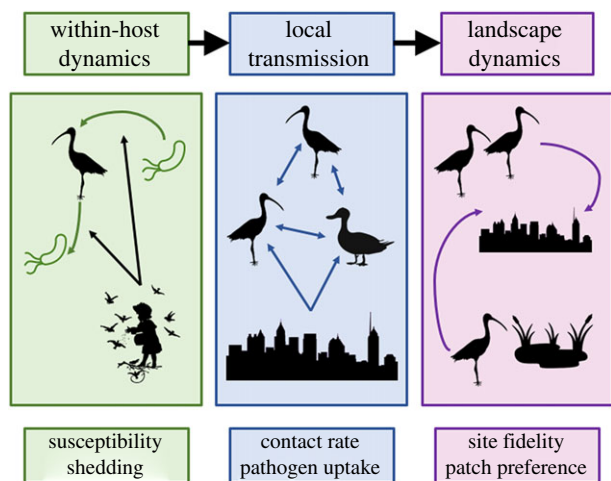 within-host
dynamics
local
transmission
landscape
dynamics
susceptibility
shedding
contact rate
pathogen uptake
site fidelity
patch preference